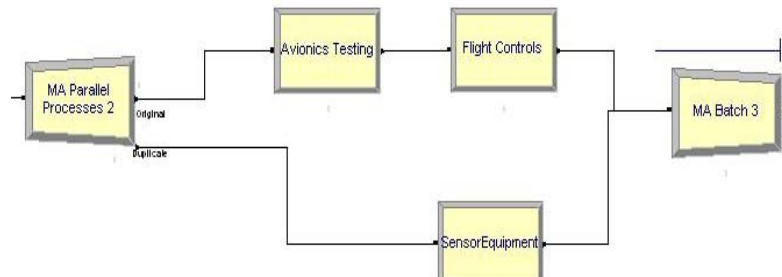 Avionics Testing
Flight Controls
MA Parallel
Processes 2
Original
Duplicate
MA Batch 3
SensorEquipment